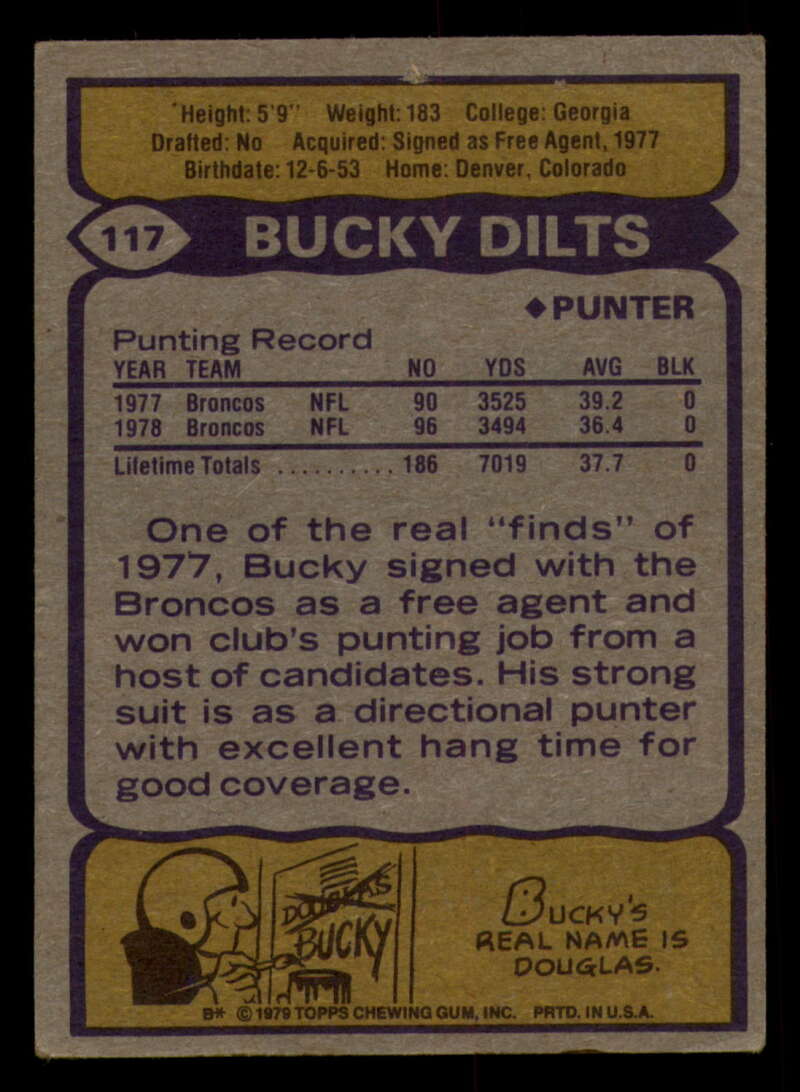 Height: 5'9" Weight: 183 College: Georgia
Drafted: No Acquired: Signed as Free Agent, 1977
Birthdate: 12-6-53 Home: Denver, Colorado
117 BUCKY DILTS
◆PUNTER
Punting Record
YEAR TEAM NO YDS AVG BLK
1977 Broncos NFL 90 3525 39.2 0
1978 Broncos NFL 96 3494 36.4 0
Lifetime Totals .......... 186 7019 37.7 0
One of the real "finds" of
1977, Bucky signed with the
Broncos as a free agent and
won club's punting job from a
host of candidates. His strong
suit is as a directional punter
with excellent hang time for
good coverage.
DOUGLAS
BUCKY
BUCKY'S
REAL NAME IS
DOUGLAS.
B* © 1979 TOPPS CHEWING GUM, INC. PRTD. IN U.S.A.